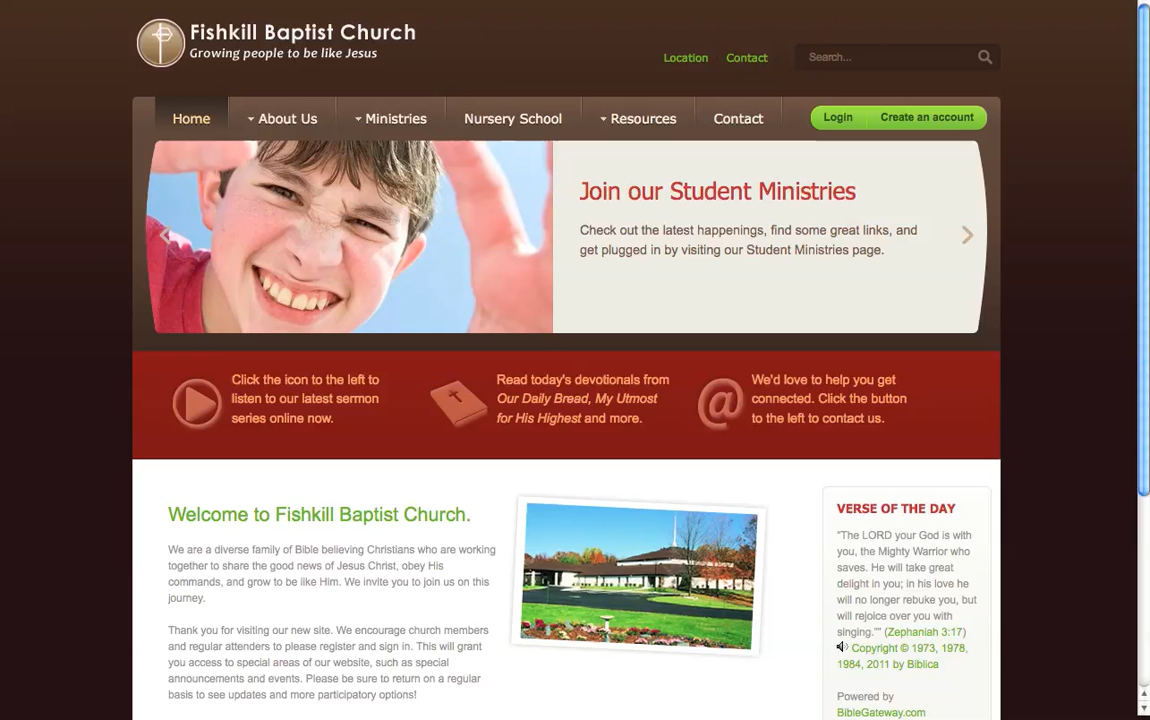 Fishkill Baptist Church
Growing people to be like Jesus
Location
Contact
Search...
Home
About Us
Ministries
Nursery School
Resources
Contact
Login
Create an account
Join our Student Ministries
Check out the latest happenings, find some great links, and
get plugged in by visiting our Student Ministries page.
Click the icon to the left to
listen to our latest sermon
series online now.
Read today's devotionals from
Our Daily Bread, My Utmost
for His Highest and more.
@
We'd love to help you get
connected. Click the button
to the left to contact us.
Welcome to Fishkill Baptist Church.
We are a diverse family of Bible believing Christians who are working
together to share the good news of Jesus Christ, obey His
commands, and grow to be like Him. We invite you to join us on this
journey.
Thank you for visiting our new site. We encourage church members
and regular attenders to please register and sign in. This will grant
you access to special areas of our website, such as special
announcements and events. Please be sure to return on a regular
basis to see updates and more participatory options!
VERSE OF THE DAY
"The LORD your God is with
you, the Mighty Warrior who
saves. He will take great
delight in you; in his love he
will no longer rebuke you, but
will rejoice over you with
singing."" (Zephaniah 3:17)
Copyright © 1973, 1978,
1984, 2011 by Biblica
Powered by
BibleGateway.com